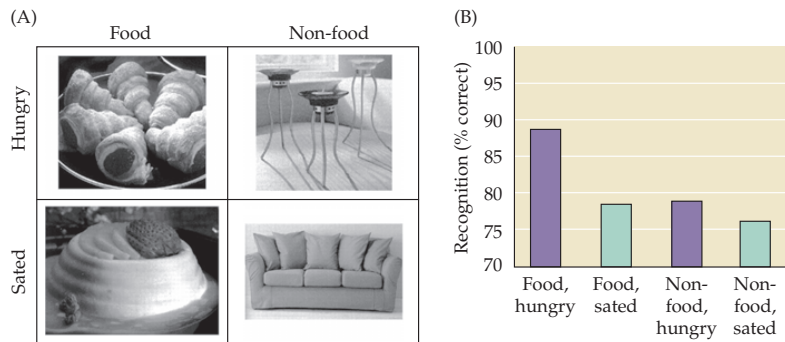 (A)
Food
Non-food
Hungry
Sated
(B)
Recognition (% correct)
100
95
90
85
80
75
70
Food,
hungry
Food,
sated
Non-
food,
hungry
Non-
food,
sated